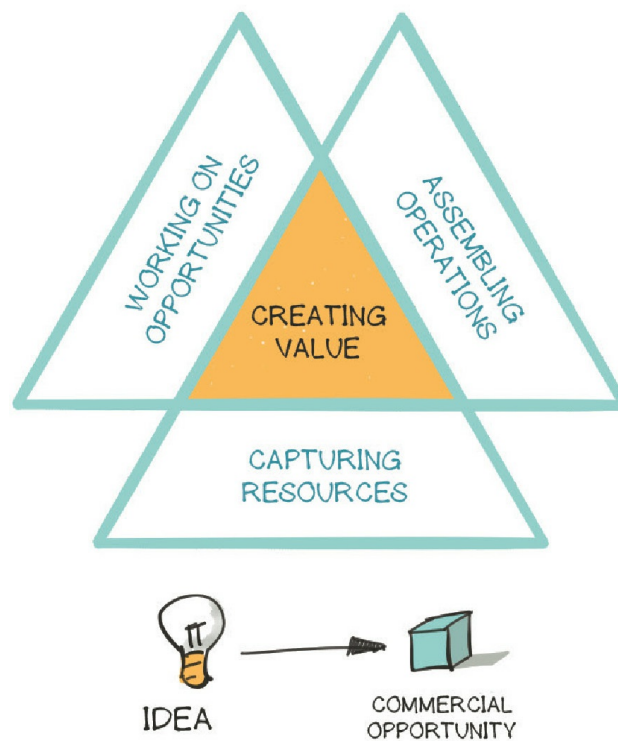 WORKING ON
OPPORTUNITIES
ASSEMBLING
OPERATIONS
CREATING
VALUE
CAPTURING
RESOURCES
IDEA
COMMERCIAL
OPPORTUNITY